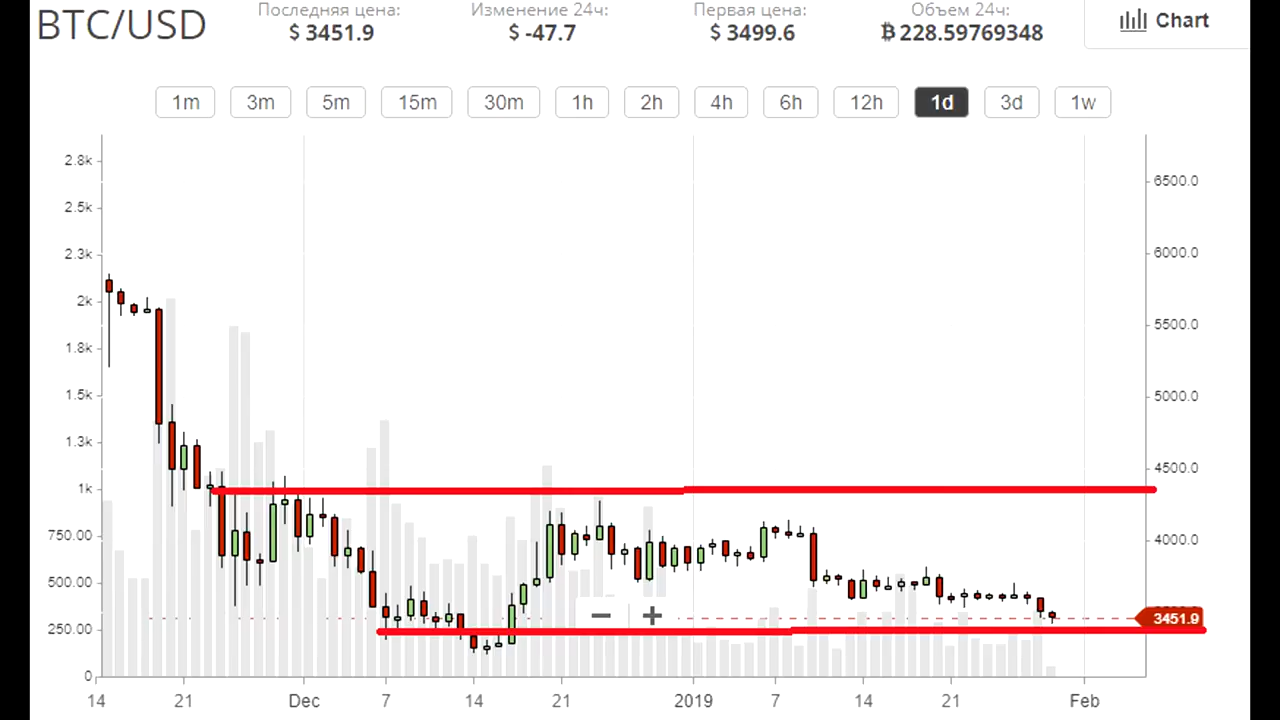 BTC/USD
Последняя цена:
$ 3451.9
Изменение 24ч:
$ -47.7
Первая цена:
$ 3499.6
Объем 24ч:
฿ 228.59769348
Chart
1m 3m 5m 15m 30m 1h 2h 4h 6h 12h 1d 3d 1w
2.8k
2.5k
2.3k
2k
1.8k
1.5k
1.3k
1k
750.00
500.00
250.00
0
6500.0
6000.0
5500.0
5000.0
4500.0
4000.0
3451.9
14 21 Dec 7 14 21 2019 7 14 21 Feb